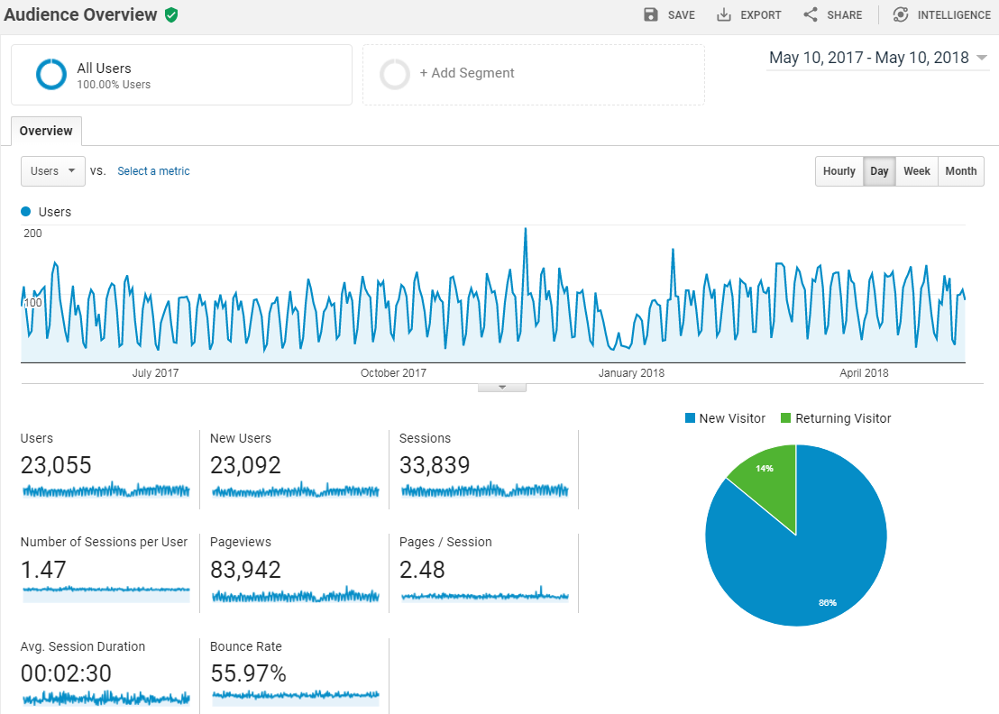 Audience Overview
SAVE EXPORT SHARE INTELLIGENCE
All Users
100.00% Users
+ Add Segment
May 10, 2017 - May 10, 2018
Overview
Users vs. Select a metric
Hourly Day Week Month
Users
200
100
July 2017 October 2017 January 2018 April 2018
New Visitor Returning Visitor
14%
86%
Users
23,055
New Users
23,092
Sessions
33,839
Number of Sessions per User
1.47
Pageviews
83,942
Pages / Session
2.48
Avg. Session Duration
00:02:30
Bounce Rate
55.97%